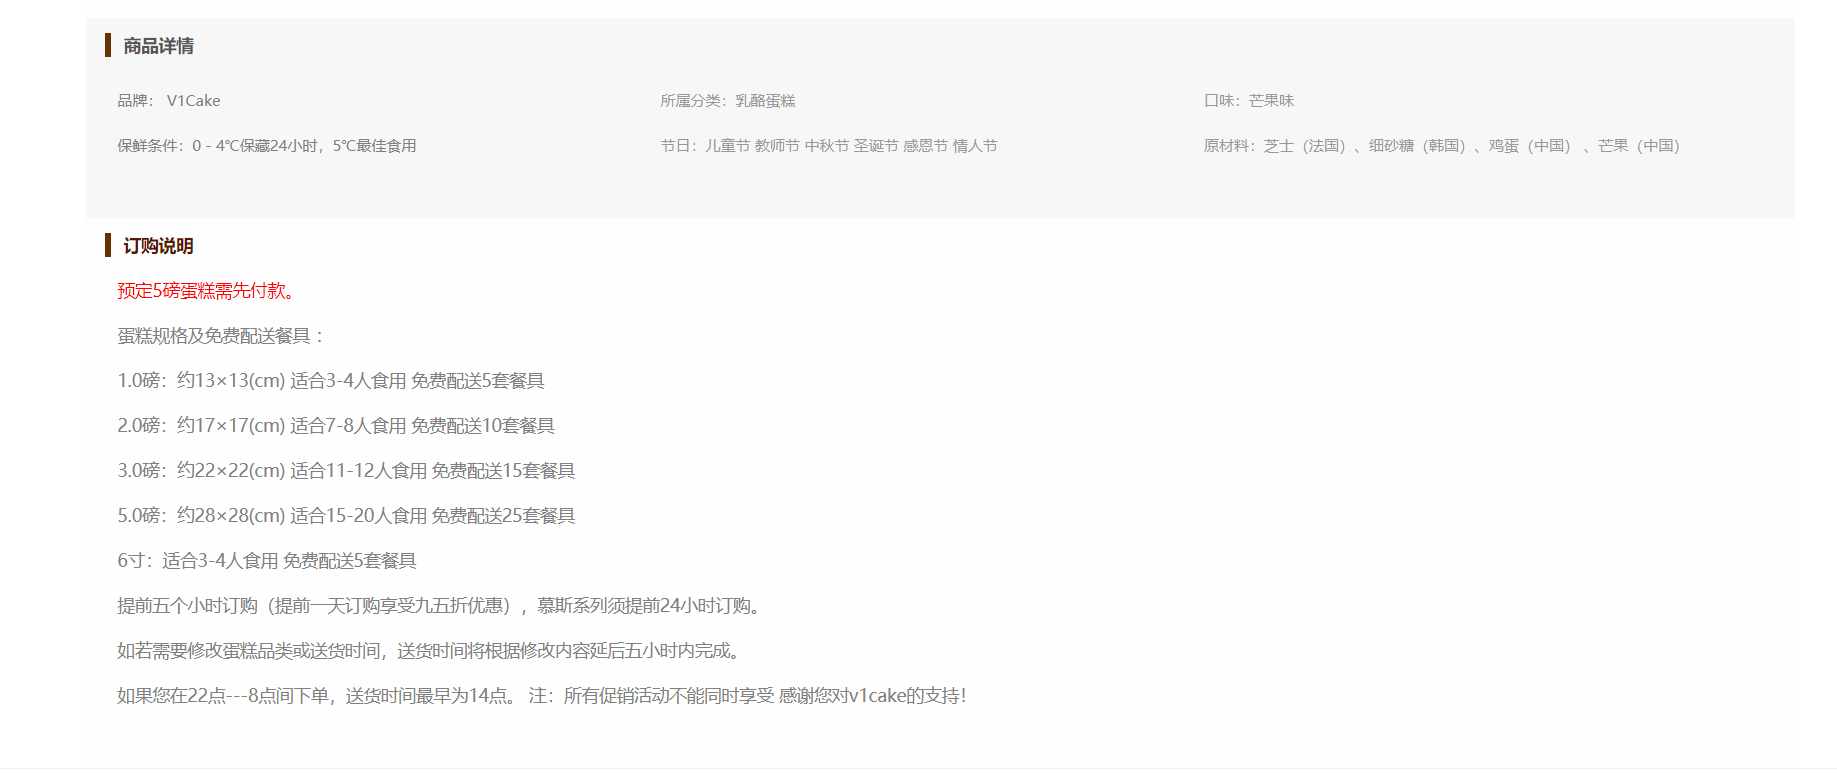 商品详情
品牌： V1Cake
所属分类：乳酪蛋糕
口味：芒果味
保鲜条件：0 - 4℃保藏24小时，5℃最佳食用
节日：儿童节 教师节 中秋节 圣诞节 感恩节 情人节
原材料：芝士（法国）、细砂糖（韩国）、鸡蛋（中国） 、芒果（中国）
订购说明
预定5磅蛋糕需先付款。
蛋糕规格及免费配送餐具 ：
1.0磅：约13×13(cm) 适合3-4人食用 免费配送5套餐具
2.0磅：约17×17(cm) 适合7-8人食用 免费配送10套餐具
3.0磅：约22×22(cm) 适合11-12人食用 免费配送15套餐具
5.0磅：约28×28(cm) 适合15-20人食用 免费配送25套餐具
6寸：适合3-4人食用 免费配送5套餐具
提前五个小时订购（提前一天订购享受九五折优惠），慕斯系列须提前24小时订购。
如若需要修改蛋糕品类或送货时间，送货时间将根据修改内容延后五小时内完成。
如果您在22点---8点间下单，送货时间最早为14点。 注：所有促销活动不能同时享受 感谢您对v1cake的支持！